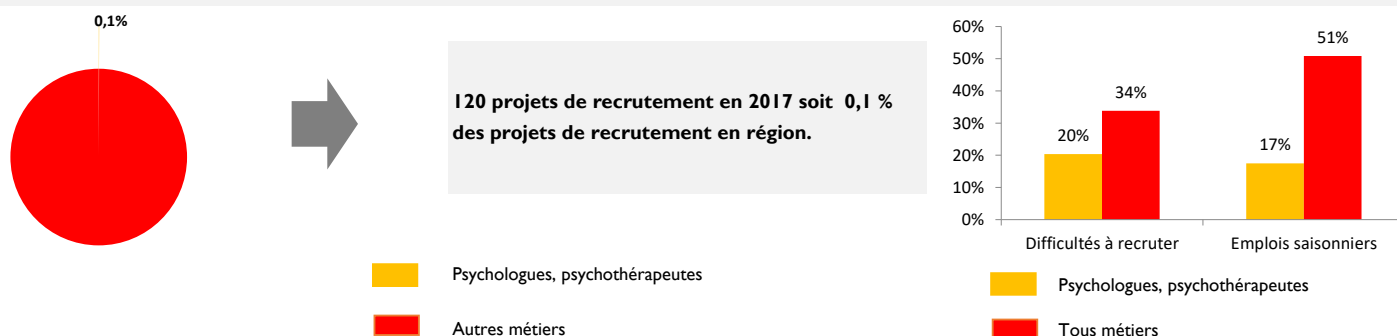 0,1%
120 projets de recrutement en 2017 soit 0,1 %
des projets de recrutement en région.
Psychologues, psychothérapeutes
Autres métiers
60%
50%
40%
30%
20%
10%
0%
20%
34%
17%
51%
Difficultés à recruter
Emplois saisonniers
Psychologues, psychothérapeutes
Tous métiers